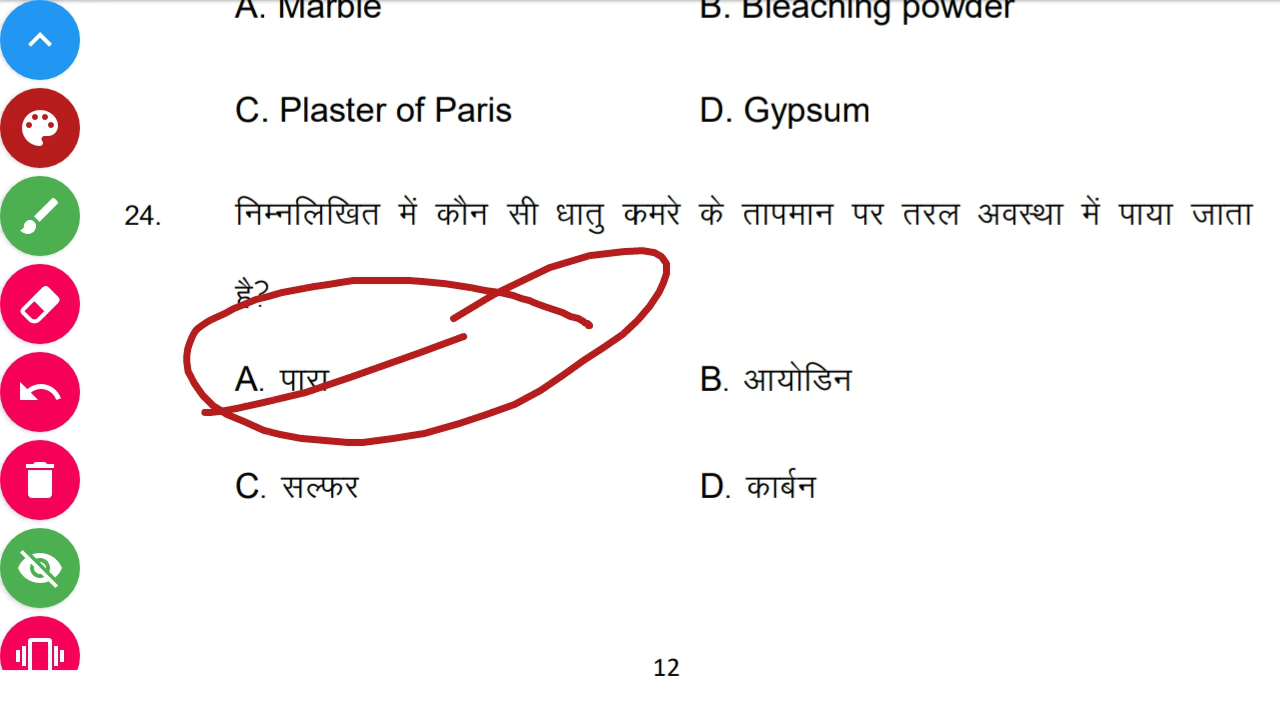 A. Marble B. Bleaching powder
C. Plaster of Paris D. Gypsum
24. निम्नलिखित में कौन सी धातु कमरे के तापमान पर तरल अवस्था में पाया जाता
है?
A. पारा B. आयोडिन
C. सल्फर D. कार्बन
12